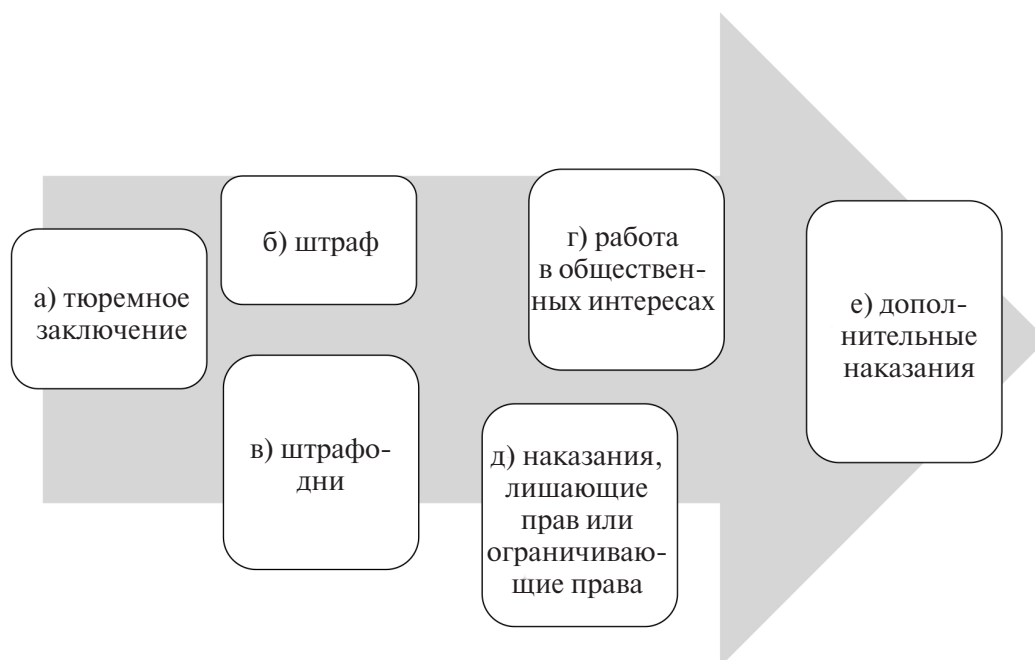 а) тюремное
заключение
б) штраф
в) штрафо-
дни
г) работа
в обществен-
ных интересах
д) наказания,
лишающие
прав или
ограничиваю-
щие права
е) допол-
нительные
наказания